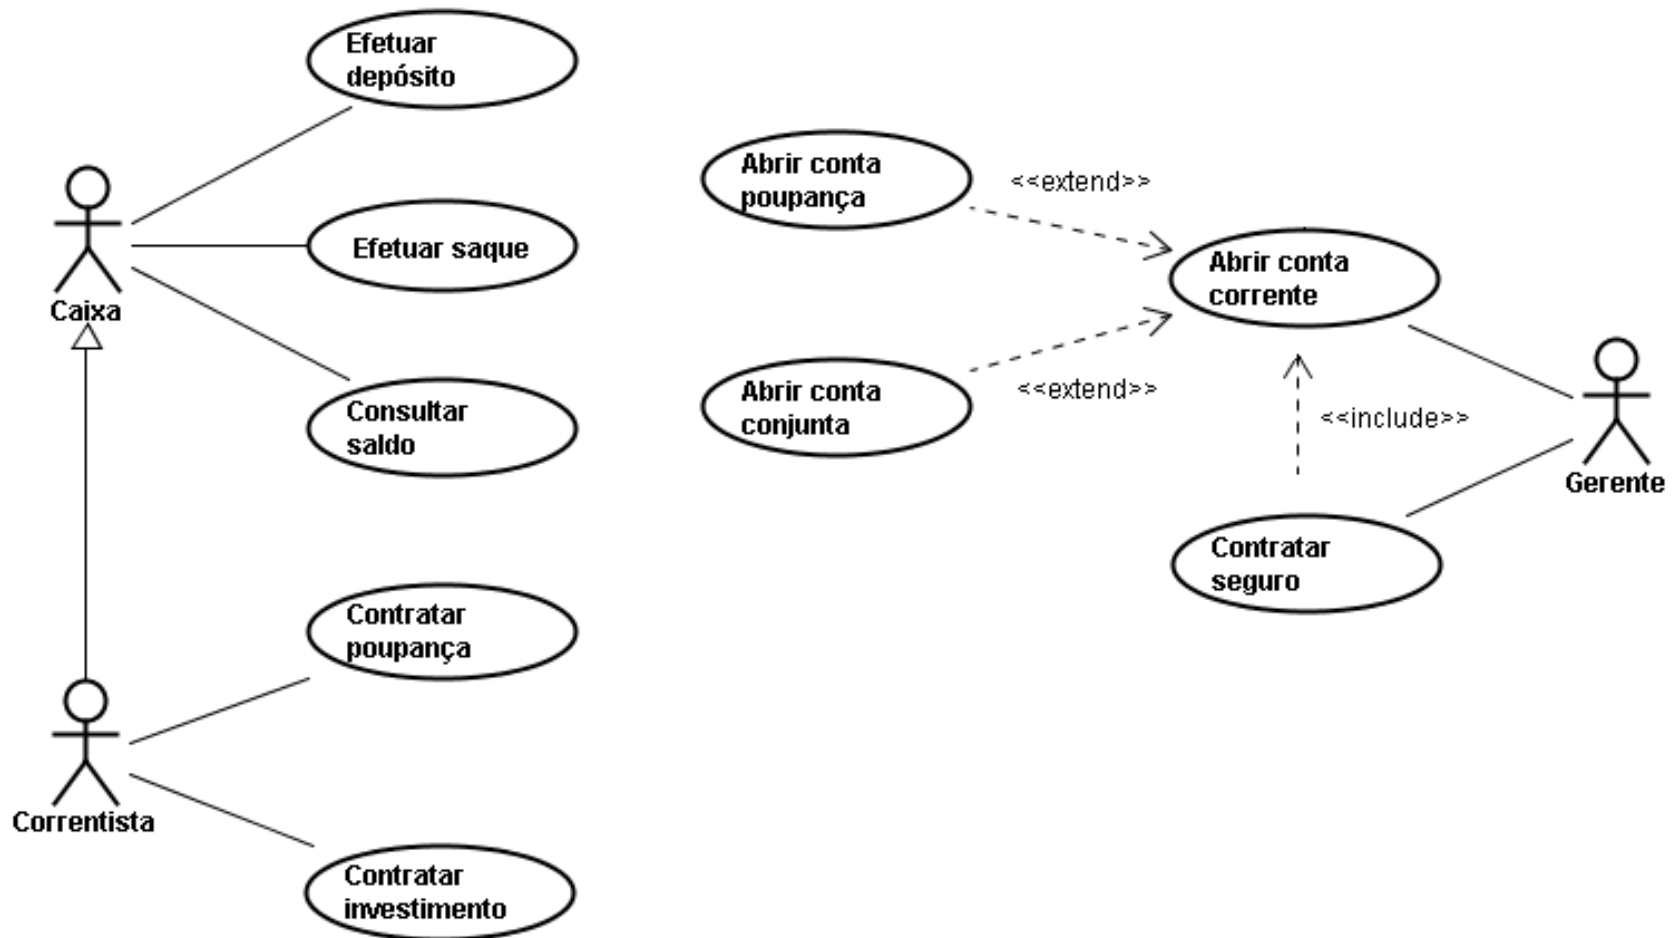 Efetuar
depósito
Efetuar saque
Caixa
Consultar
saldo
Contratar
poupança
Correntista
Contratar
investimento
Abrir conta
poupança
<<extend>>
Abrir conta
corrente
Abrir conta
conjunta
<<extend>>
<<include>>
Gerente
Contratar
seguro